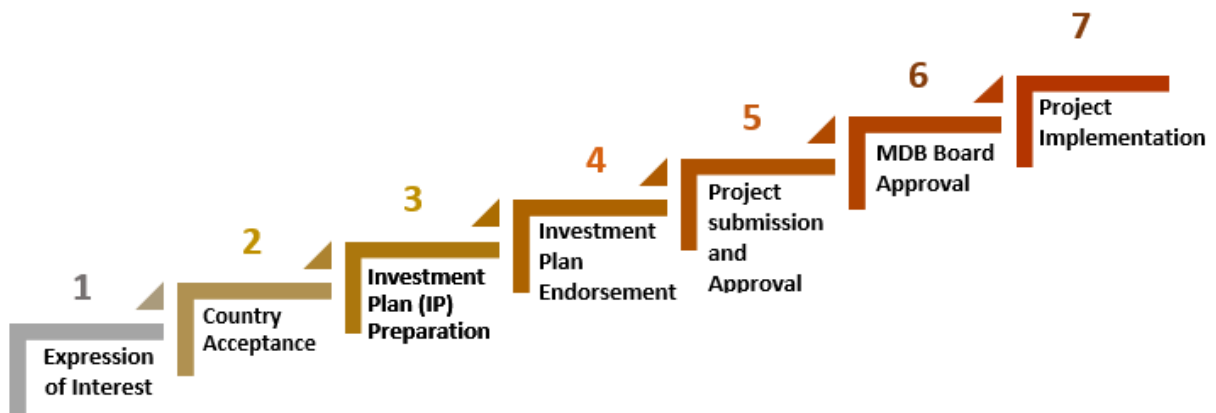 1
Expression
of Interest
2
Country
Acceptance
3
Investment
Plan (IP)
Preparation
4
Investment
Plan
Endorsement
5
Project
submission
and
Approval
6
MDB Board
Approval
7
Project
Implementation